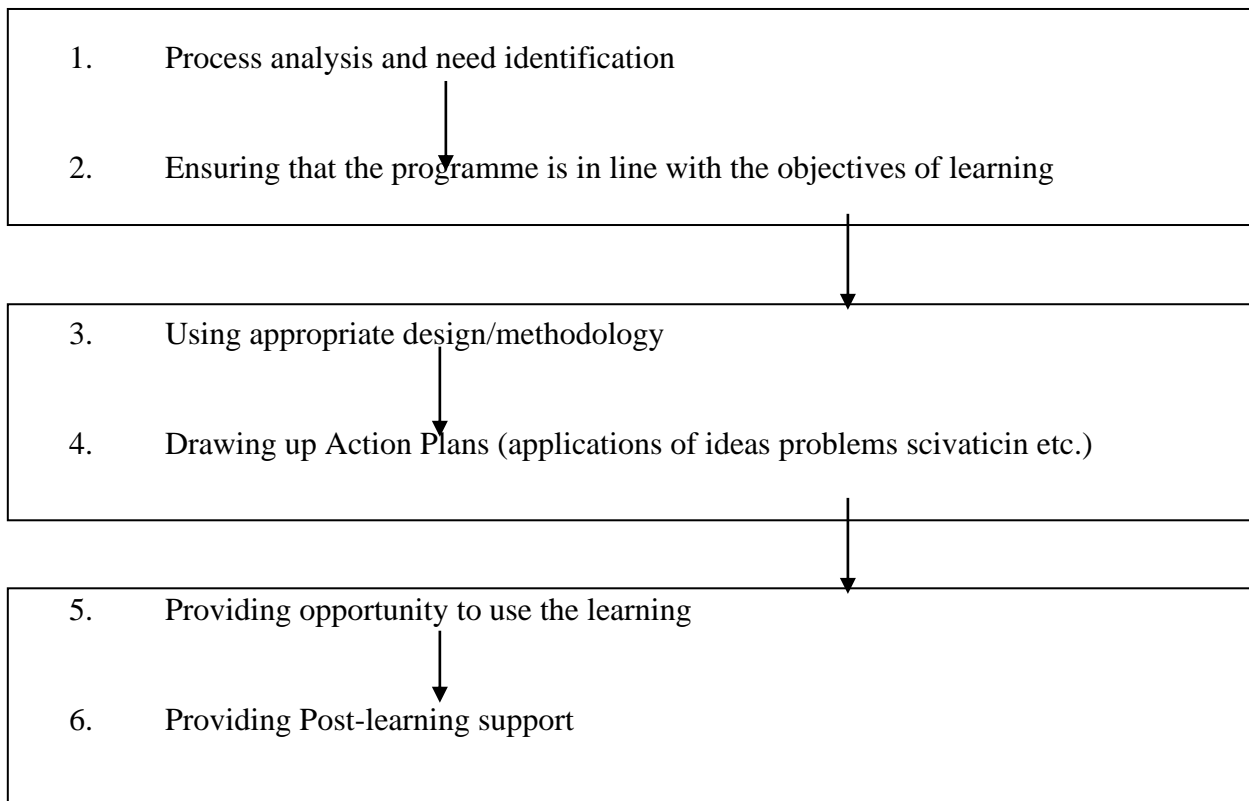 1. Process analysis and need identification
2. Ensuring that the programme is in line with the objectives of learning
3. Using appropriate design/methodology
4. Drawing up Action Plans (applications of ideas problems scivaticin etc.)
5. Providing opportunity to use the learning
6. Providing Post-learning support